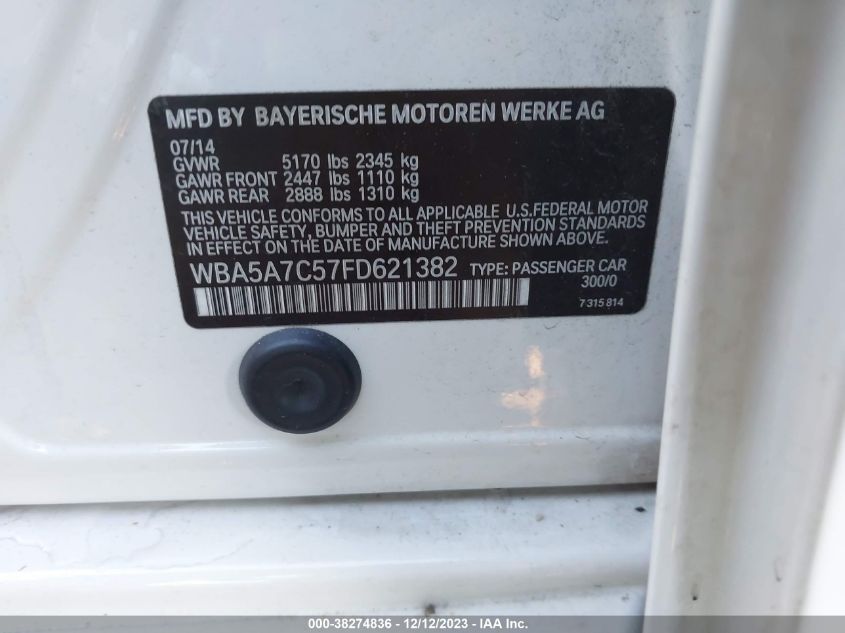 MFD BY BAYERISCHE MOTOREN WERKE AG
07/14
GVWR 5170 lbs 2345 kg
GAWR FRONT 2447 lbs 1110 kg
GAWR REAR 2888 lbs 1310 kg
THIS VEHICLE CONFORMS TO ALL APPLICABLE U.S.FEDERAL MOTOR
VEHICLE SAFETY, BUMPER AND THEFT PREVENTION STANDARDS
IN EFFECT ON THE DATE OF MANUFACTURE SHOWN ABOVE.
WBA5A7C57FD621382 TYPE: PASSENGER CAR
300/0
7 315 814
000-38274836 - 12/12/2023 - IAA Inc.